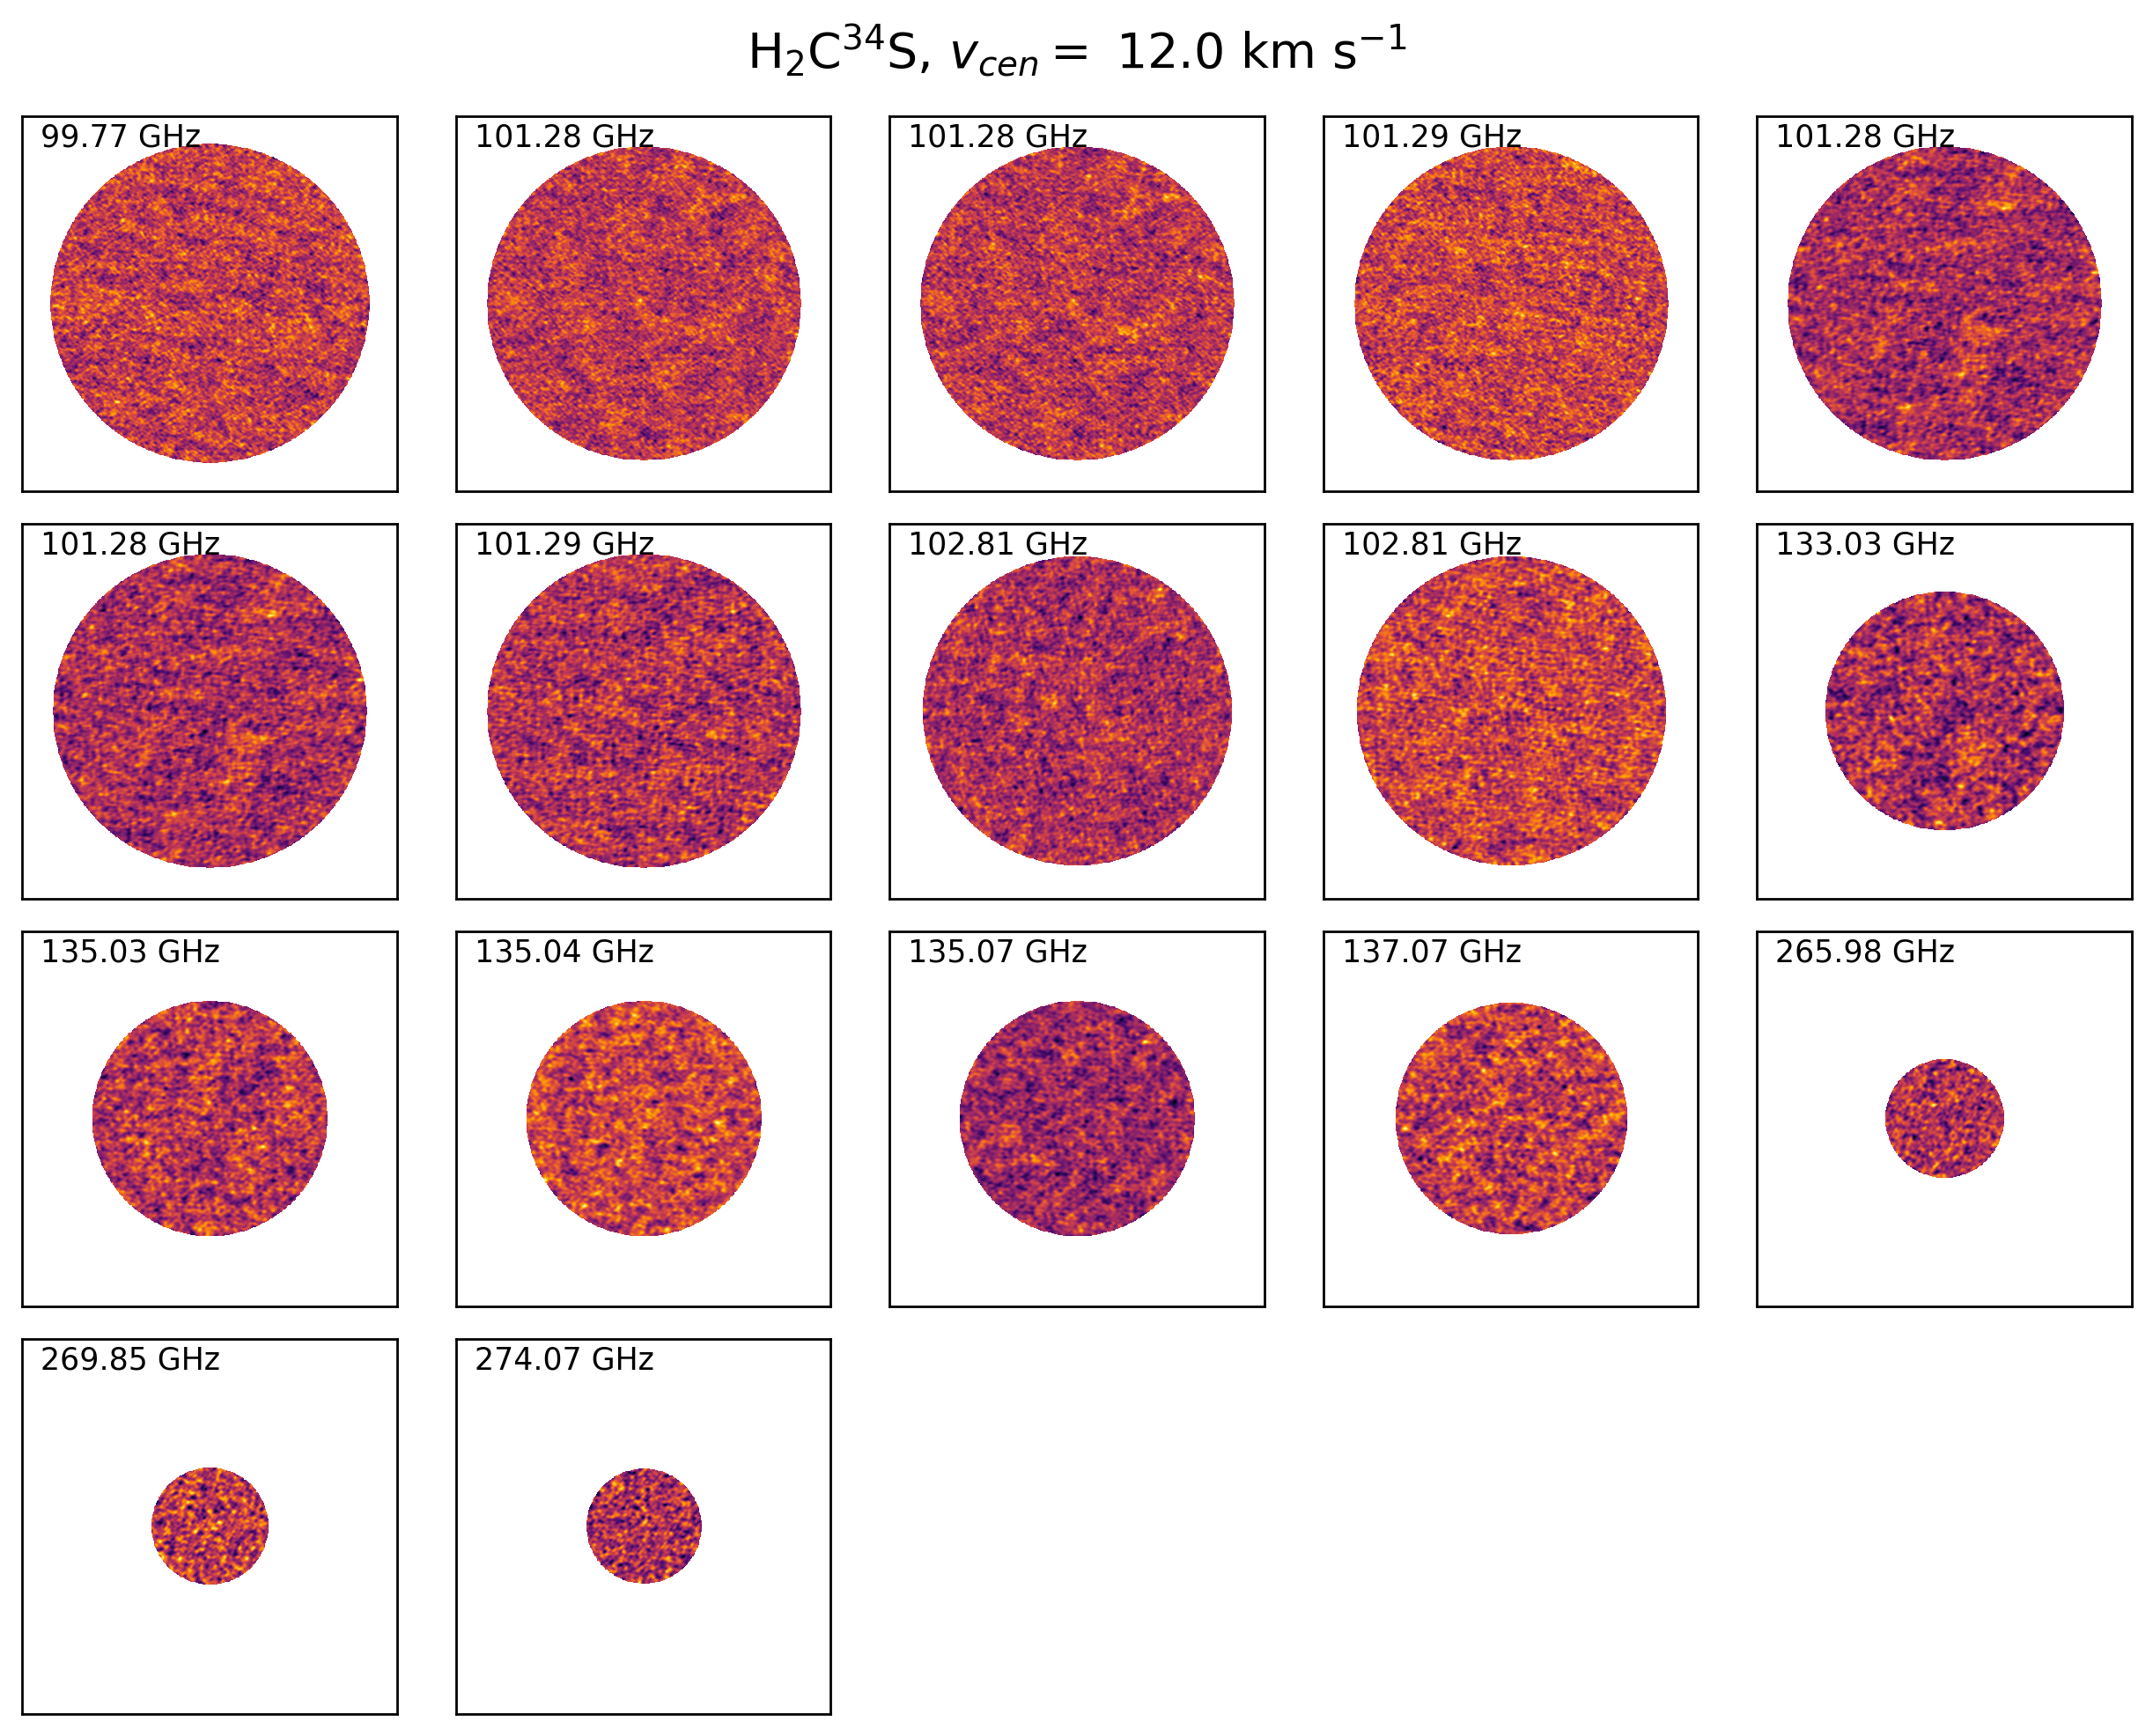 H₂C³⁴S, v_cen = 12.0 km s⁻¹
99.77 GHz
101.28 GHz
101.28 GHz
101.29 GHz
101.28 GHz
101.28 GHz
101.29 GHz
102.81 GHz
102.81 GHz
133.03 GHz
135.03 GHz
135.04 GHz
135.07 GHz
137.07 GHz
265.98 GHz
269.85 GHz
274.07 GHz